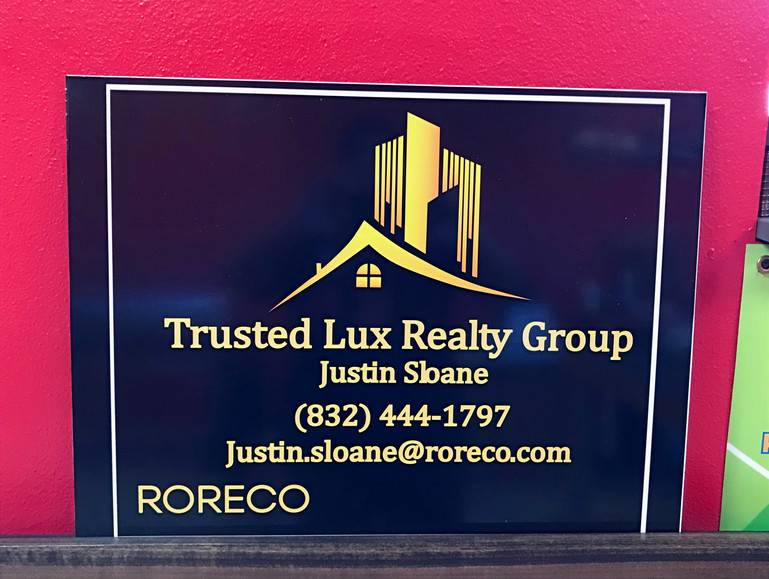 Trusted Lux Realty Group
Justin Sloane
(832) 444-1797
Justin.sloane@roreco.com
RORECO